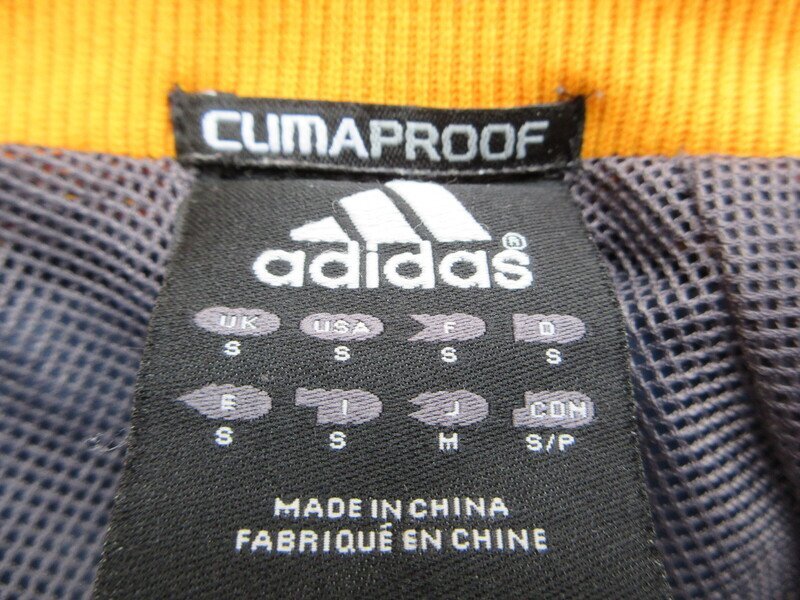 CLIMAPROOF
adidas®
UK USA F D
S S S S
E I J CDN
S S M S/P
MADE IN CHINA
FABRIQUÉ EN CHINE